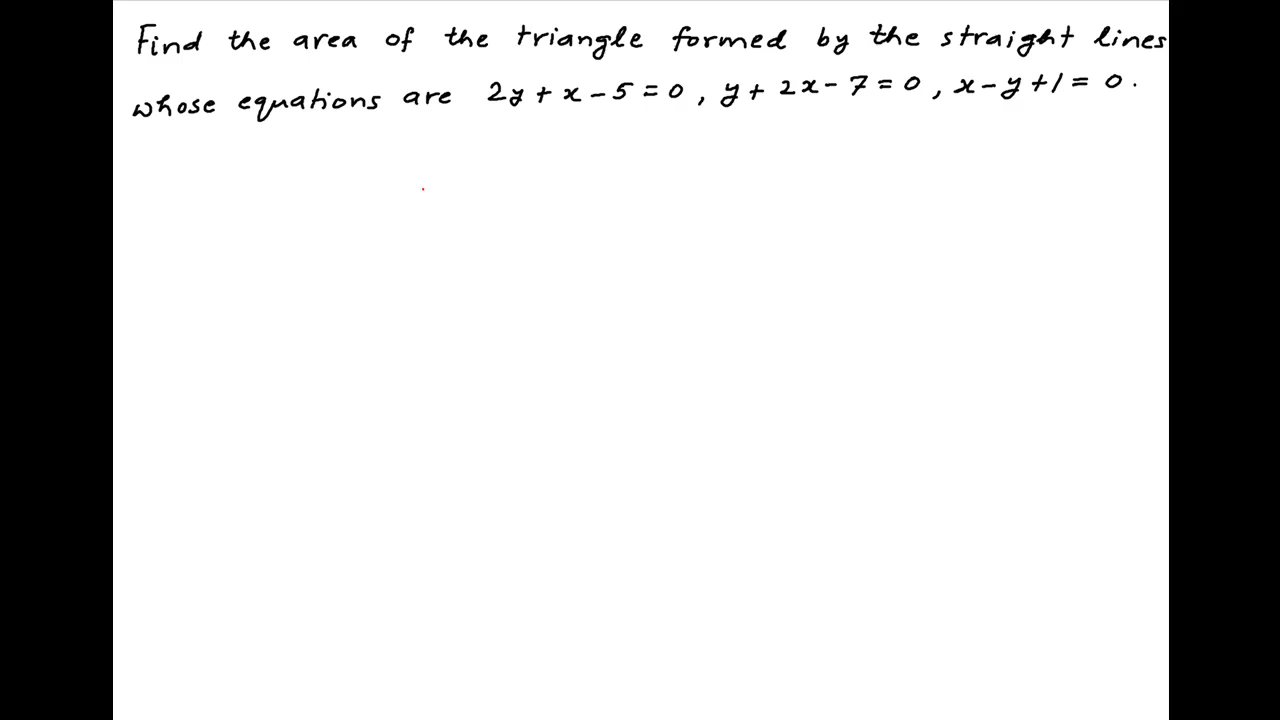 Find the area of the triangle formed by the straight lines
whose equations are 2y + x - 5 = 0, y + 2x - 7 = 0, x - y + 1 = 0.